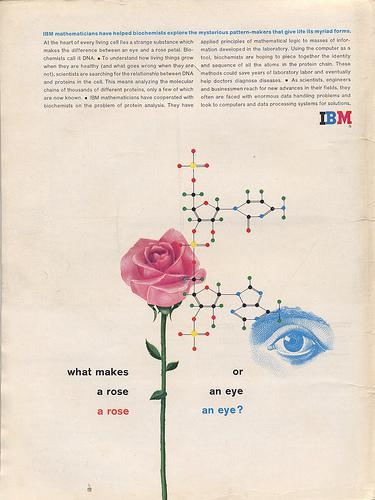 IBM mathematicians have helped biochemists explore the mysterious pattern-makers that give life its myriad forms.
At the heart of every living cell lies a strange substance which
makes the difference between an eye and a rose petal. Bio-
chemists call it DNA. • To understand how living things grow
when they are healthy (and what goes wrong when they are
not), scientists are searching for the relationship between DNA
and proteins in the cell. This means analyzing the molecular
chains of thousands of different proteins, only a few of which
are now known. • IBM mathematicians have cooperated with
biochemists on the problem of protein analysis. They have
applied principles of mathematical logic to masses of infor-
mation developed in the laboratory. Using the computer as a
tool, biochemists are hoping to piece together the identity
and sequence of all the atoms in the protein chain. These
methods could save years of laboratory labor and eventually
help doctors diagnose diseases. • As scientists, engineers
and businessmen reach for new advances in their fields, they
often are faced with enormous data handling problems and
look to computers and data processing systems for solutions.
IBM
what makes
a rose
a rose
or
an eye
an eye?